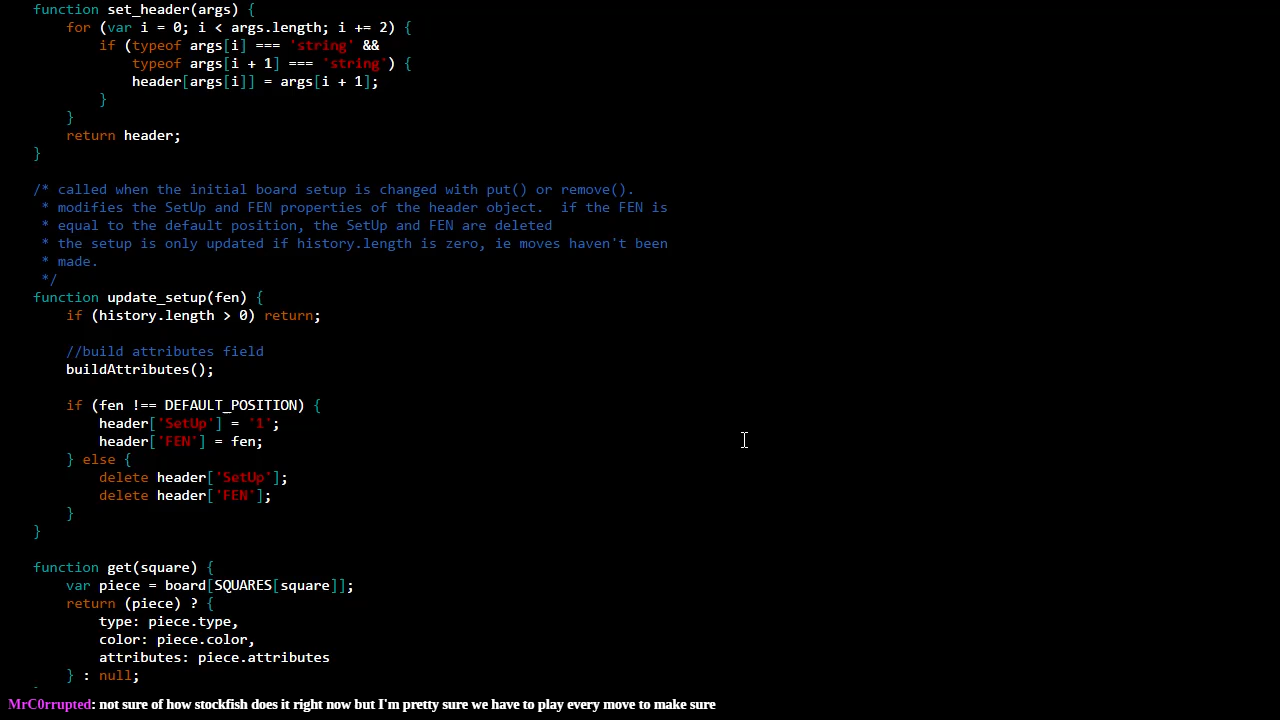 function set_header(args) {
for (var i = 0; i < args.length; i += 2) {
if (typeof args[i] === 'string' &&
typeof args[i + 1] === 'string') {
header[args[i]] = args[i + 1];
}
}
return header;
}
/* called when the initial board setup is changed with put() or remove().
* modifies the SetUp and FEN properties of the header object.  if the FEN is
* equal to the default position, the SetUp and FEN are deleted
* the setup is only updated if history.length is zero, ie moves haven't been
* made.
*/
function update_setup(fen) {
if (history.length > 0) return;
//build attributes field
buildAttributes();
if (fen !== DEFAULT_POSITION) {
header['SetUp'] = '1';
header['FEN'] = fen;
} else {
delete header['SetUp'];
delete header['FEN'];
}
}
function get(square) {
var piece = board[SQUARES[square]];
return (piece) ? {
type: piece.type,
color: piece.color,
attributes: piece.attributes
} : null;
MrC0rrupted: not sure of how stockfish does it right now but I'm pretty sure we have to play every move to make sure